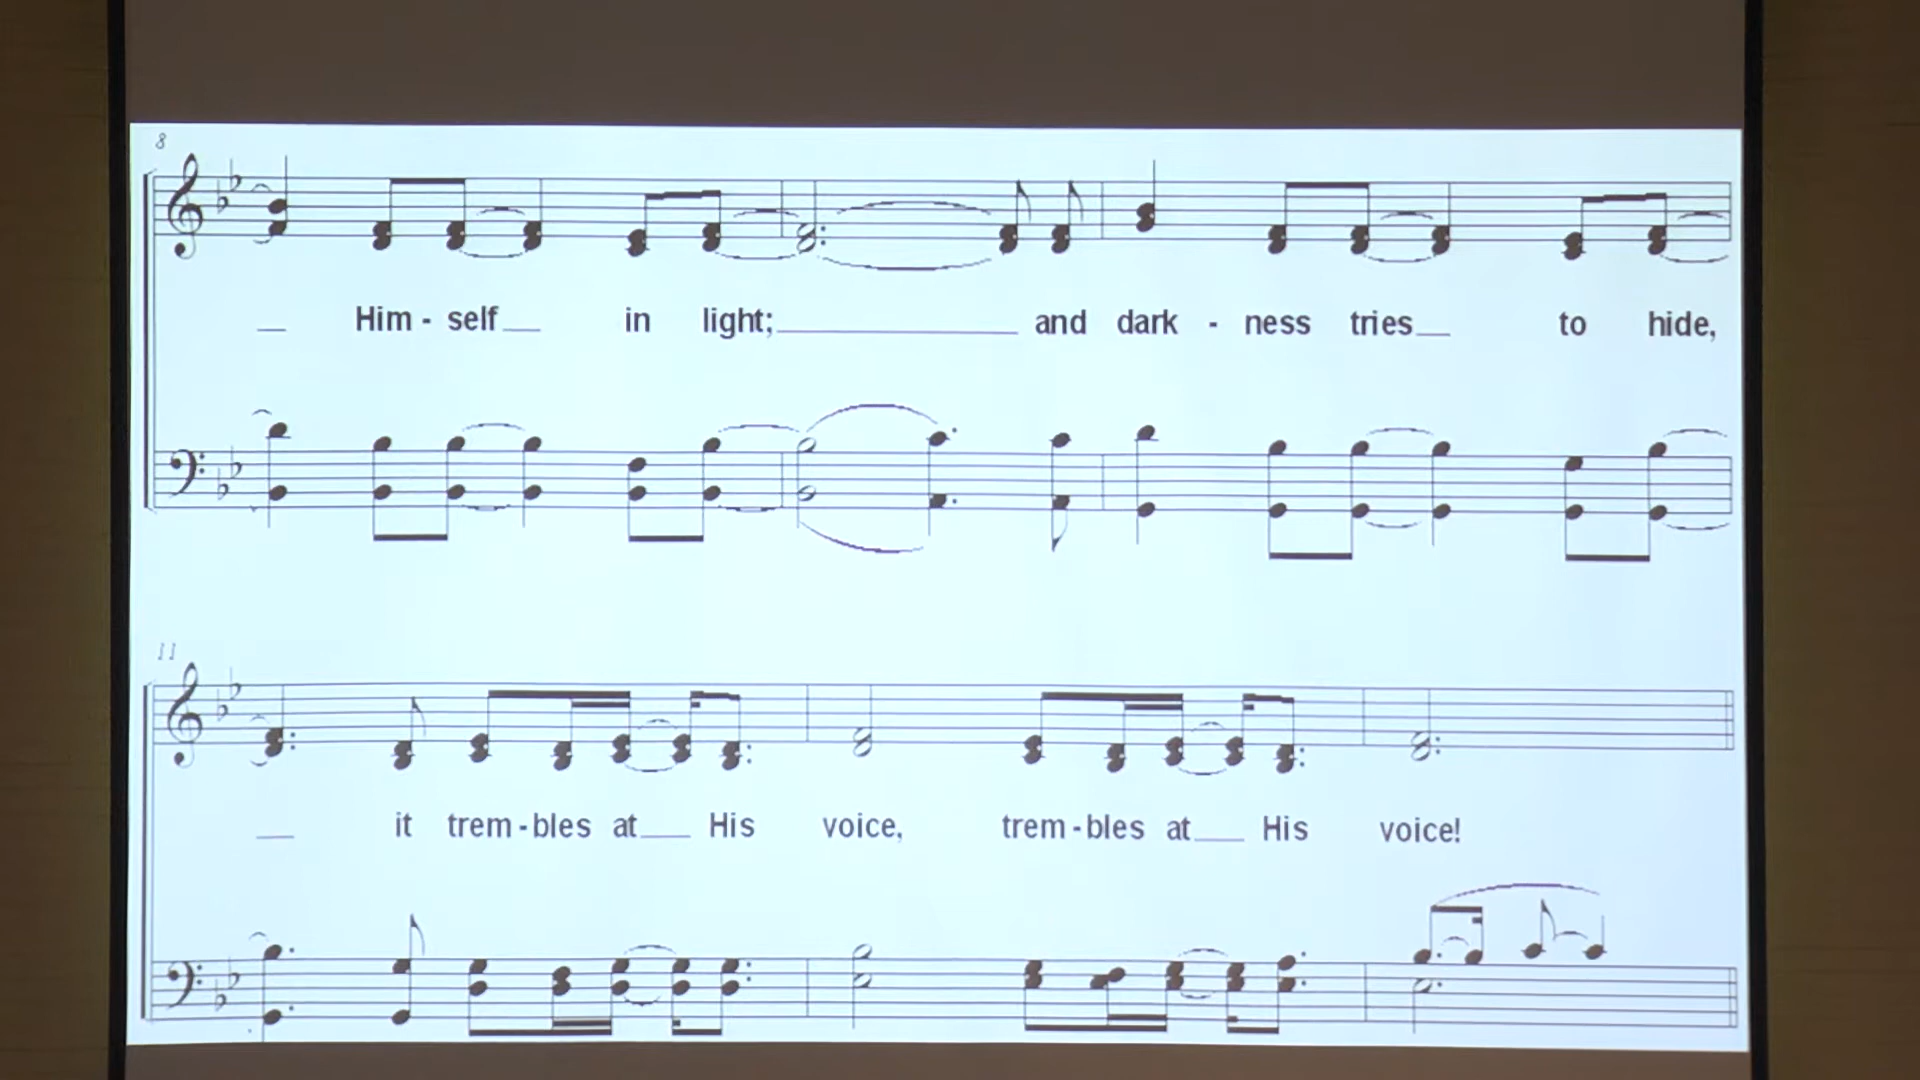 8
Him - self in light; and dark - ness tries to hide,
11
it trem - bles at His voice, trem - bles at His voice!